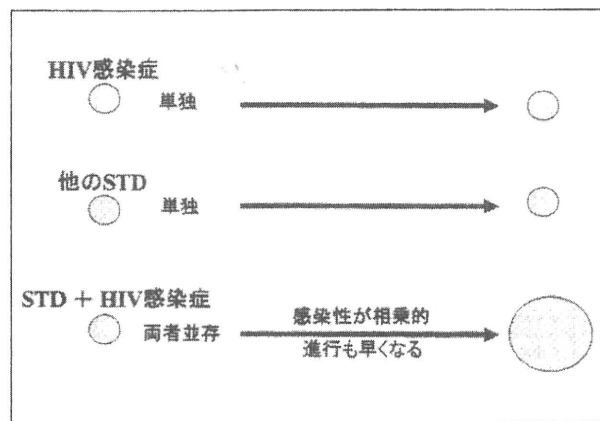 HIV感染症
単独
他のSTD
単独
STD + HIV感染症
両者並存
感染性が相乗的
進行も早くなる